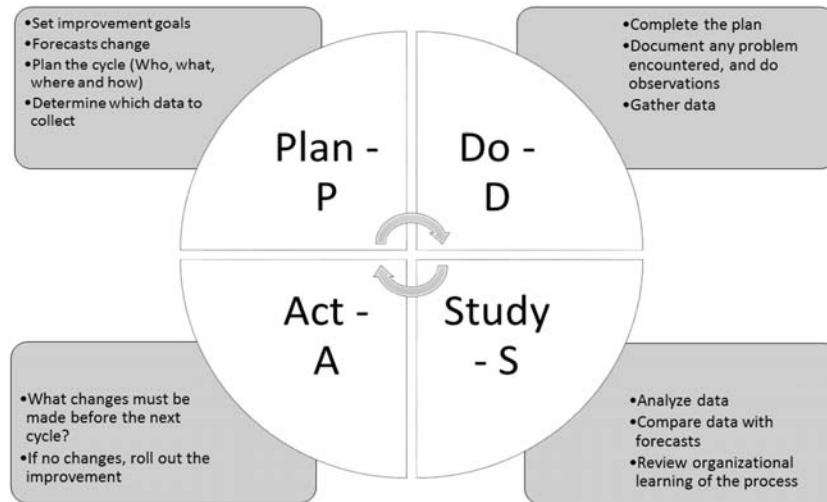 •Set improvement goals
•Forecasts change
•Plan the cycle (Who, what,
where and how)
•Determine which data to
collect
•Complete the plan
•Document any problem
encountered, and do
observations
•Gather data
Plan -
P
Do -
D
Act -
A
Study
- S
•What changes must be
made before the next
cycle?
•If no changes, roll out the
improvement
•Analyze data
•Compare data with
forecasts
•Review organizational
learning of the process